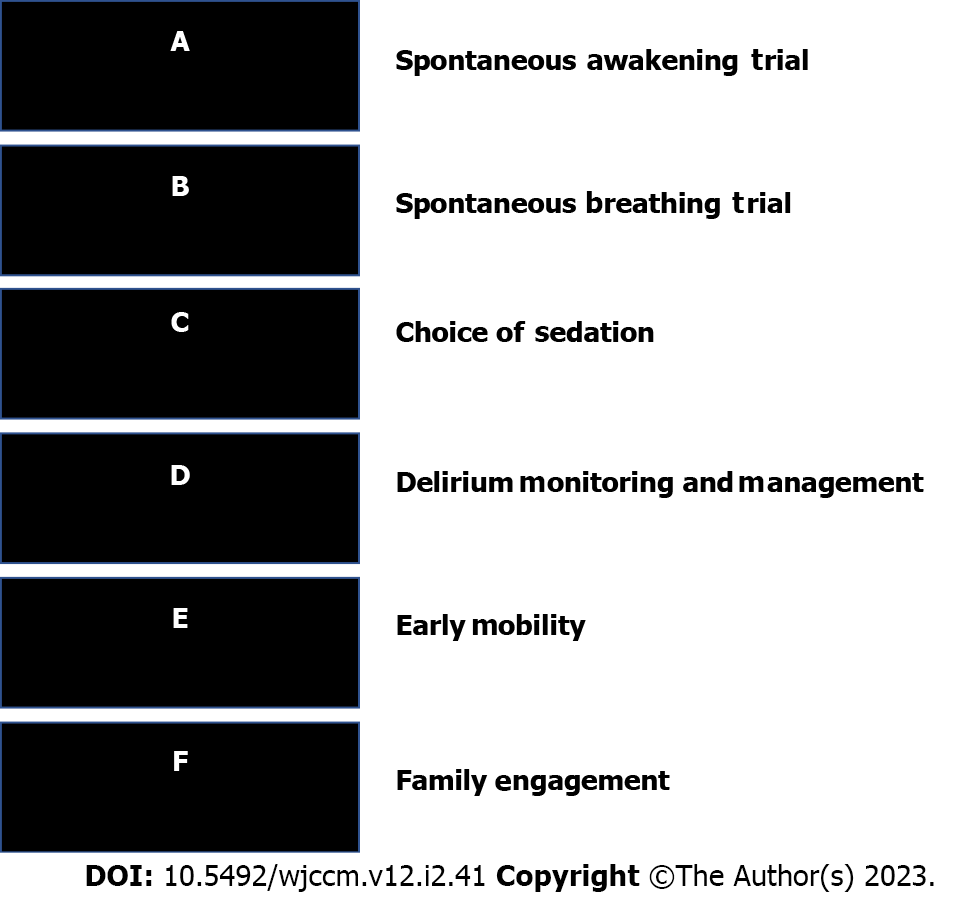 A
Spontaneous awakening trial
B
Spontaneous breathing trial
C
Choice of sedation
D
Delirium monitoring and management
E
Early mobility
F
Family engagement
DOI: 10.5492/wjccm.v12.i2.41 Copyright ©The Author(s) 2023.